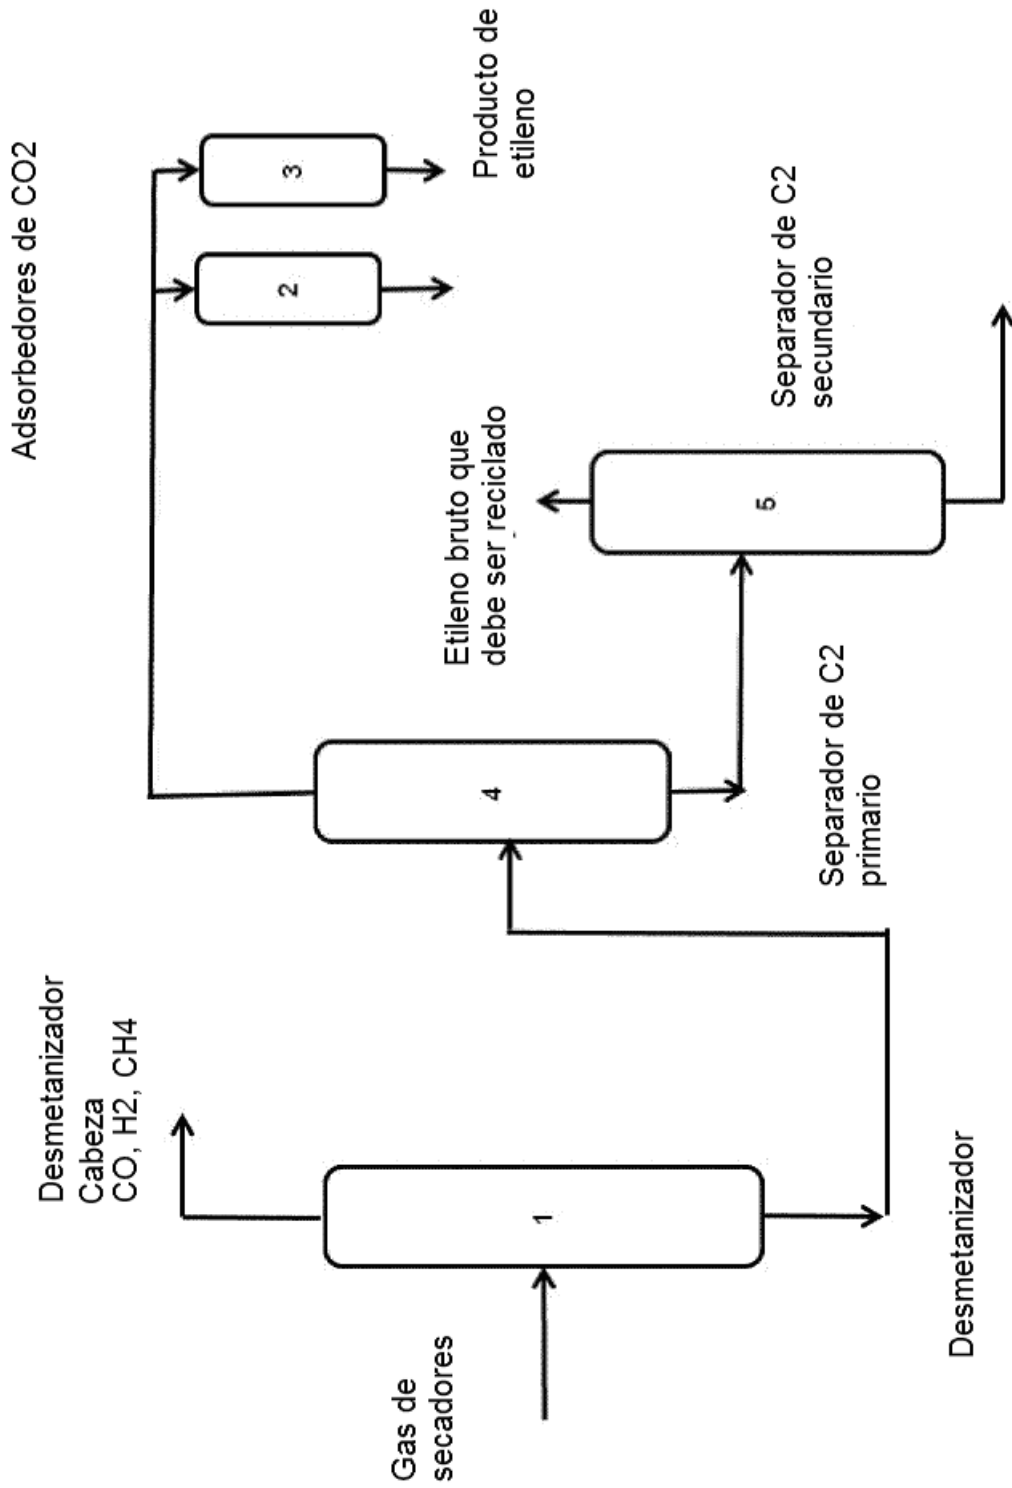 Adsorbedores de CO2
3
2
Producto de
etileno
Etileno bruto que
debe ser reciclado
Separador de C2
secundario
5
4
Separador de C2
primario
Desmetanizador
Cabeza
CO, H2, CH4
1
Gas de
secadores
Desmetanizador